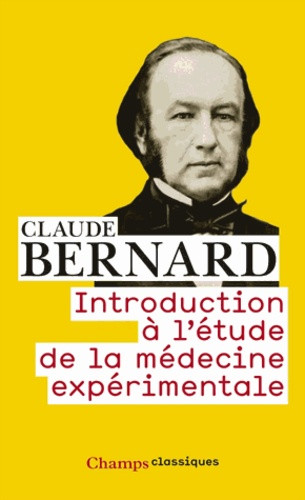 CLAUDE
BERNARD
Introduction
à l'étude
de la médecine
expérimentale
Champs classiques